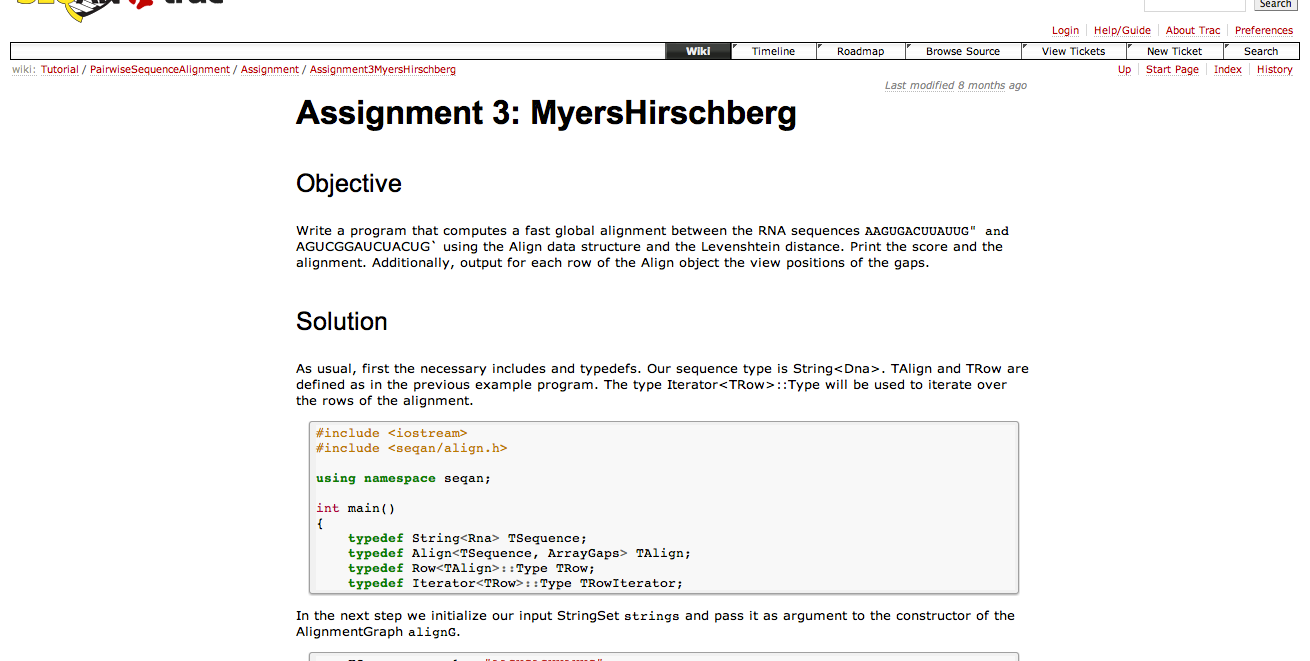 Search
Login Help/Guide About Trac Preferences
Wiki Timeline Roadmap Browse Source View Tickets New Ticket Search
wiki: Tutorial / PairwiseSequenceAlignment / Assignment / Assignment3MyersHirschberg
Up Start Page Index History
Last modified 8 months ago
Assignment 3: MyersHirschberg
Objective
Write a program that computes a fast global alignment between the RNA sequences AAGUGACUUAUUG" and
AGUCGGAUCUACUG` using the Align data structure and the Levenshtein distance. Print the score and the
alignment. Additionally, output for each row of the Align object the view positions of the gaps.
Solution
As usual, first the necessary includes and typedefs. Our sequence type is String<Dna>. TAlign and TRow are
defined as in the previous example program. The type Iterator<TRow>::Type will be used to iterate over
the rows of the alignment.
#include <iostream>
#include <seqan/align.h>
using namespace seqan;
int main()
{
typedef String<Rna> TSequence;
typedef Align<TSequence, ArrayGaps> TAlign;
typedef Row<TAlign>::Type TRow;
typedef Iterator<TRow>::Type TRowIterator;
In the next step we initialize our input StringSet strings and pass it as argument to the constructor of the
AlignmentGraph alignG.